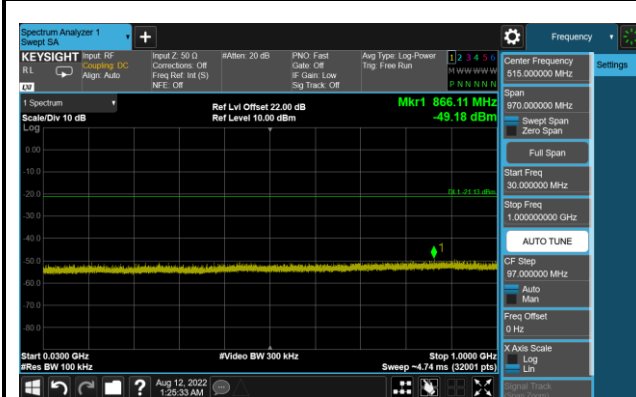 Spectrum Analyzer 1
Swept SA
Frequency
KEYSIGHT
RL
Input: RF
Coupling: DC
Align: Auto
Input Z: 50 Ω
Corrections: Off
Freq Ref: Int (S)
NFE: Off
#Atten: 20 dB
PNO: Fast
Gate: Off
IF Gain: Low
Sig Track: Off
Avg Type: Log-Power
Trig: Free Run
1 2 3 4 5 6
M W W W W W
P N N N N N
Center Frequency
515.000000 MHz
Settings
Span
970.000000 MHz
Swept Span
Zero Span
Full Span
Start Freq
30.000000 MHz
Stop Freq
1.000000000 GHz
AUTO TUNE
CF Step
97.000000 MHz
Auto
Man
Freq Offset
0 Hz
X Axis Scale
Log
Lin
Signal Track
(Span Zoom)
1 Spectrum
Scale/Div 10 dB
Log
Ref Lvl Offset 22.00 dB
Ref Level 10.00 dBm
Mkr1 866.11 MHz
-49.18 dBm
0.00
-10.0
-20.0
-30.0
-40.0
-50.0
-60.0
-70.0
-80.0
DL1 -21.13 dBm
1
Start 0.0300 GHz
#Res BW 100 kHz
#Video BW 300 kHz
Stop 1.0000 GHz
Sweep ~4.74 ms (32001 pts)
?
Aug 12, 2022
1:25:33 AM